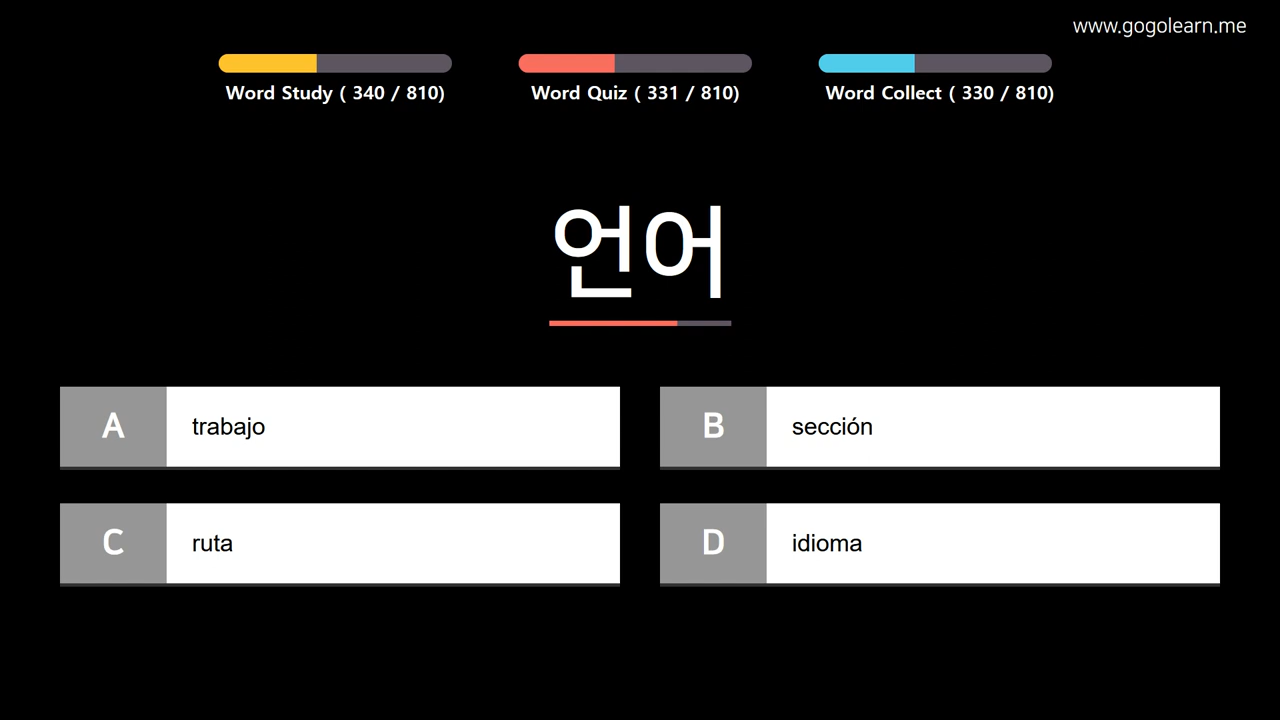 www.gogolearn.me
Word Study ( 340 / 810)
Word Quiz ( 331 / 810)
Word Collect ( 330 / 810)
언어
A trabajo
B sección
C ruta
D idioma